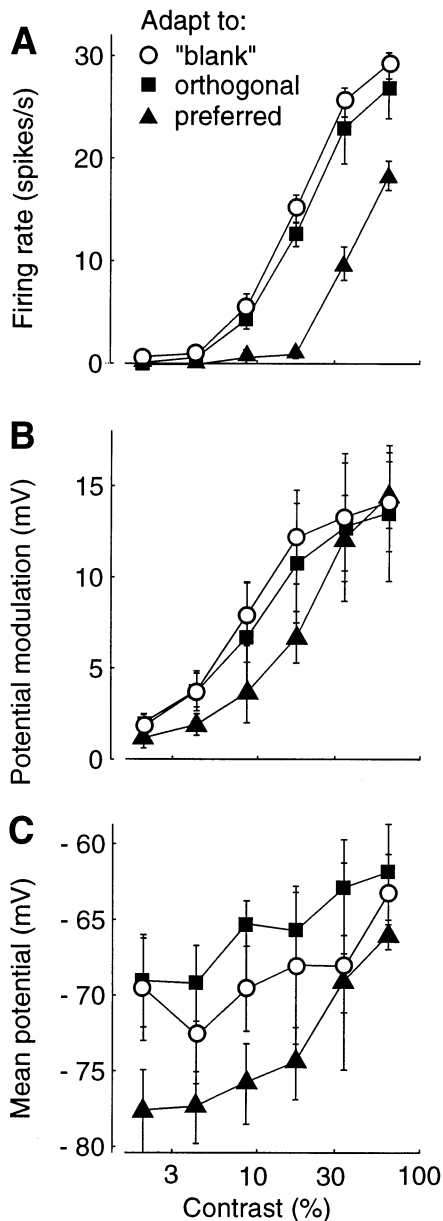 A
Adapt to:
"blank"
orthogonal
preferred
30
20
10
0
Firing rate (spikes/s)
B
15
10
5
0
Potential modulation (mV)
C
- 60
- 65
- 70
- 75
- 80
Mean potential (mV)
3 10 30 100
Contrast (%)